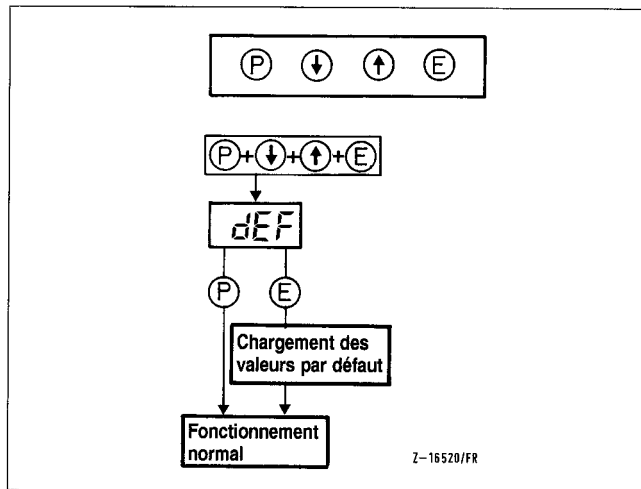 P ↓ ↑ E
P+↓+↑+E
dEF
P E
Chargement des
valeurs par défaut
Fonctionnement
normal
Z-16520/FR